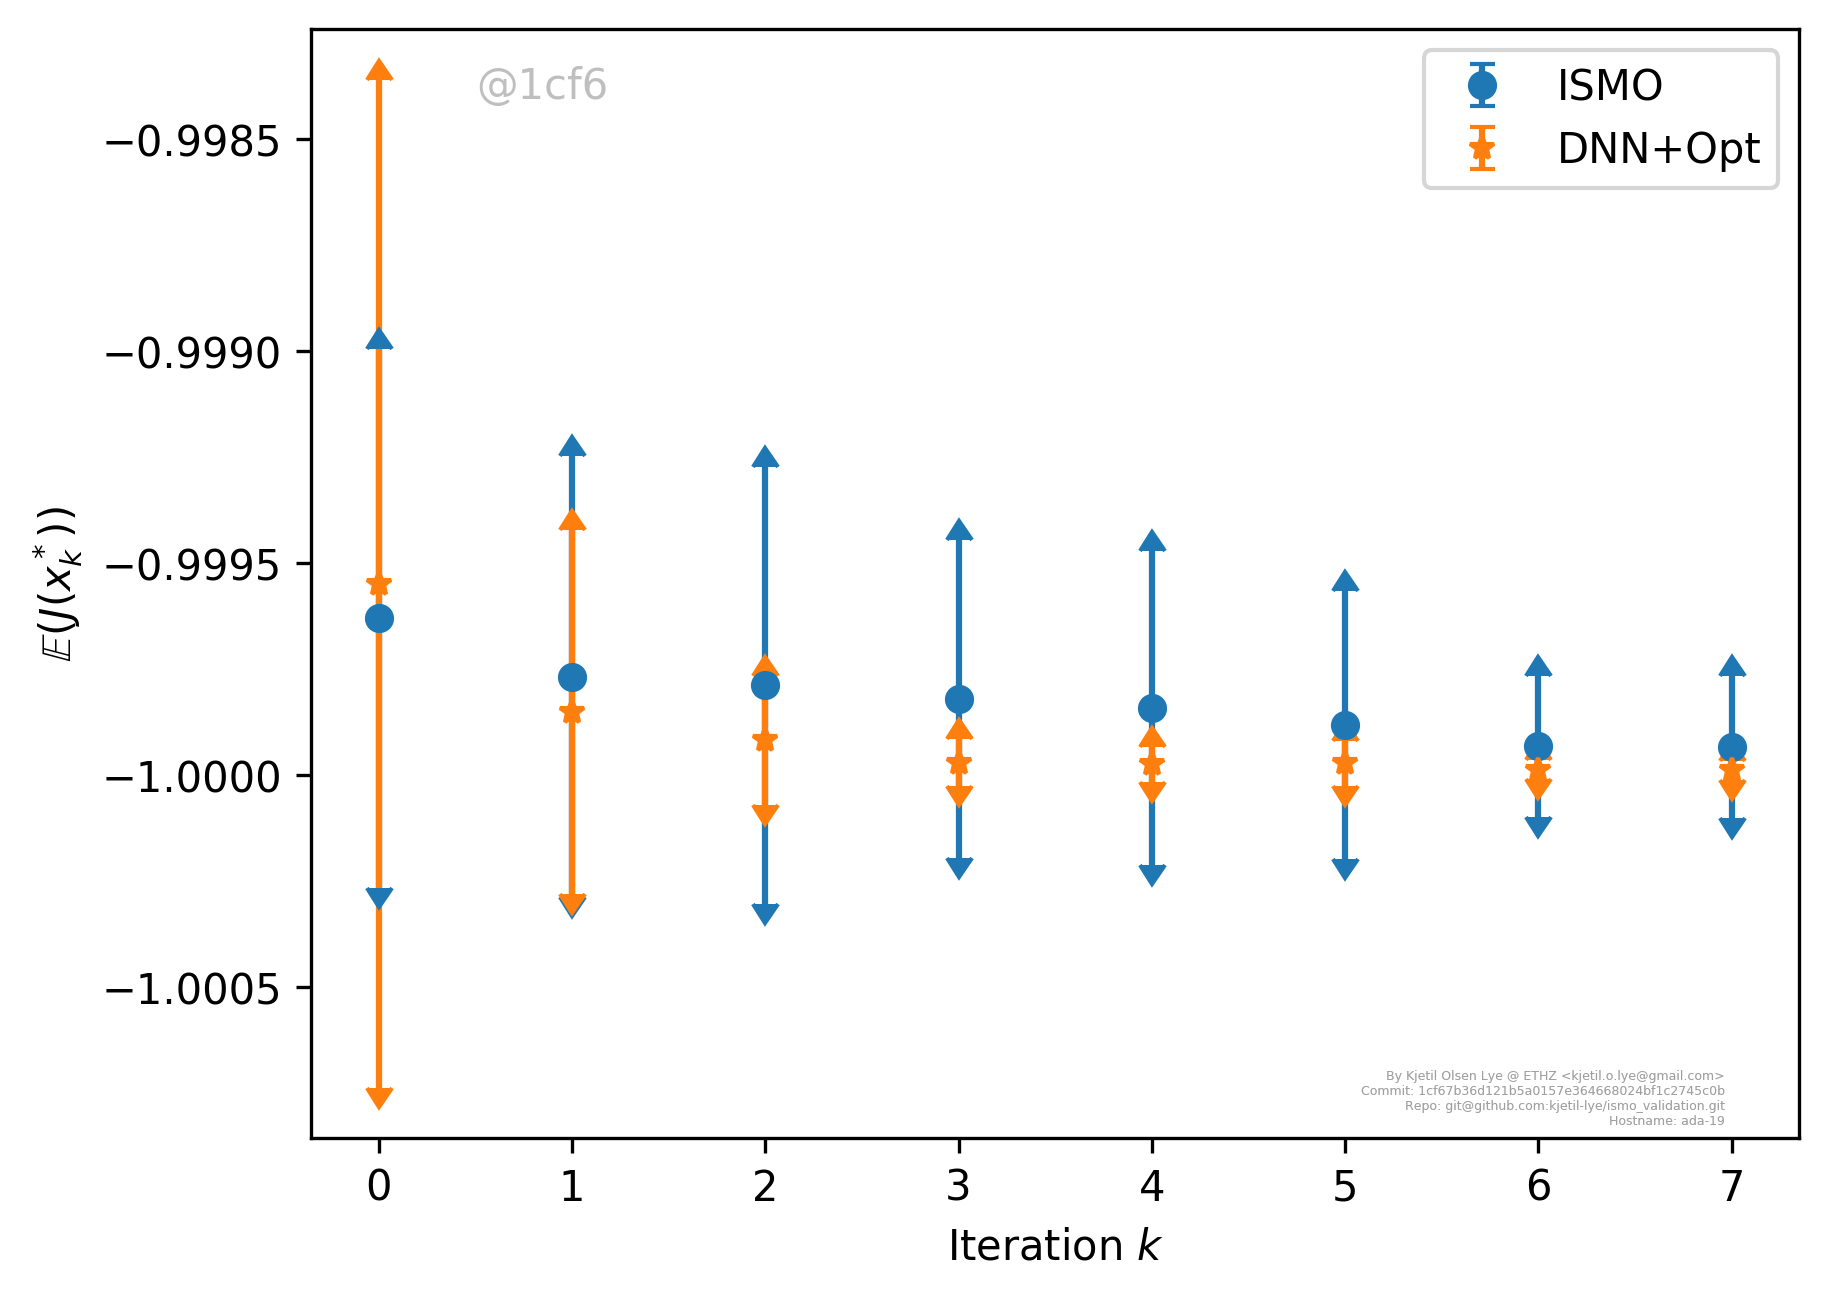 @1cf6
ISMO
DNN+Opt
−0.9985
−0.9990
−0.9995
−1.0000
−1.0005
𝔼(J(x*k))
0 1 2 3 4 5 6 7
Iteration k
By Kjetil Olsen Lye @ ETHZ <kjetil.o.lye@gmail.com>
Commit: 1cf67b36d121b5a0157e364668024bf1c2745c0b
Repo: git@github.com:kjetil-lye/ismo_validation.git
Hostname: ada-19